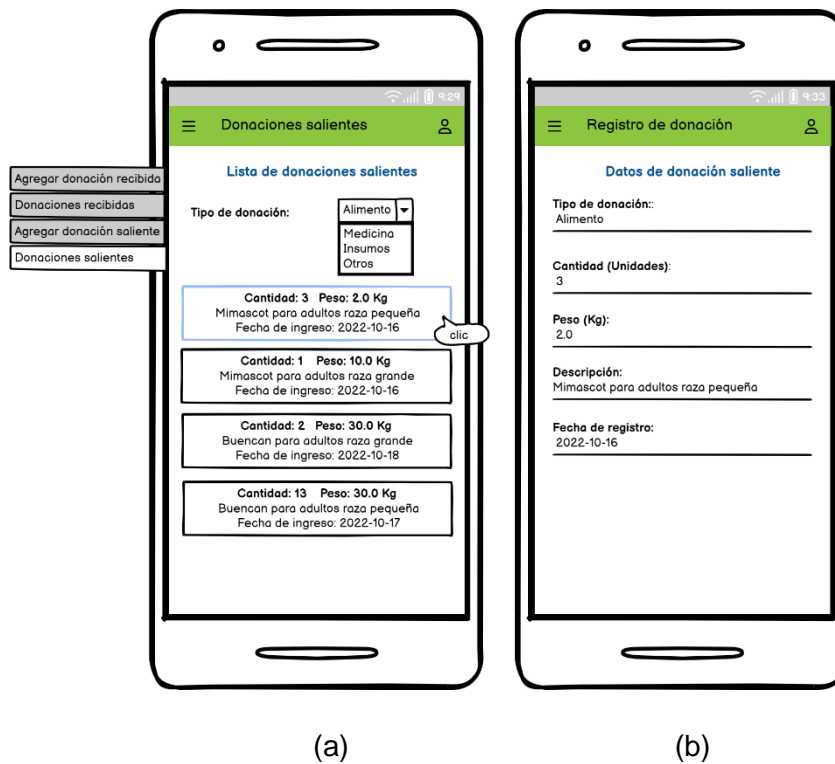 9:29
Donaciones salientes
Agregar donación recibida
Donaciones recibidas
Agregar donación saliente
Donaciones salientes
Lista de donaciones salientes
Tipo de donación: Alimento
Medicina
Insumos
Otros
Cantidad: 3 Peso: 2.0 Kg
Mimascot para adultos raza pequeña
Fecha de ingreso: 2022-10-16
clic
Cantidad: 1 Peso: 10.0 Kg
Mimascot para adultos raza grande
Fecha de ingreso: 2022-10-16
Cantidad: 2 Peso: 30.0 Kg
Buencan para adultos raza grande
Fecha de ingreso: 2022-10-18
Cantidad: 13 Peso: 30.0 Kg
Buencan para adultos raza pequeña
Fecha de ingreso: 2022-10-17
(a)
9:33
Registro de donación
Datos de donación saliente
Tipo de donación::
Alimento
Cantidad (Unidades):
3
Peso (Kg):
2.0
Descripción:
Mimascot para adultos raza pequeña
Fecha de registro:
2022-10-16
(b)